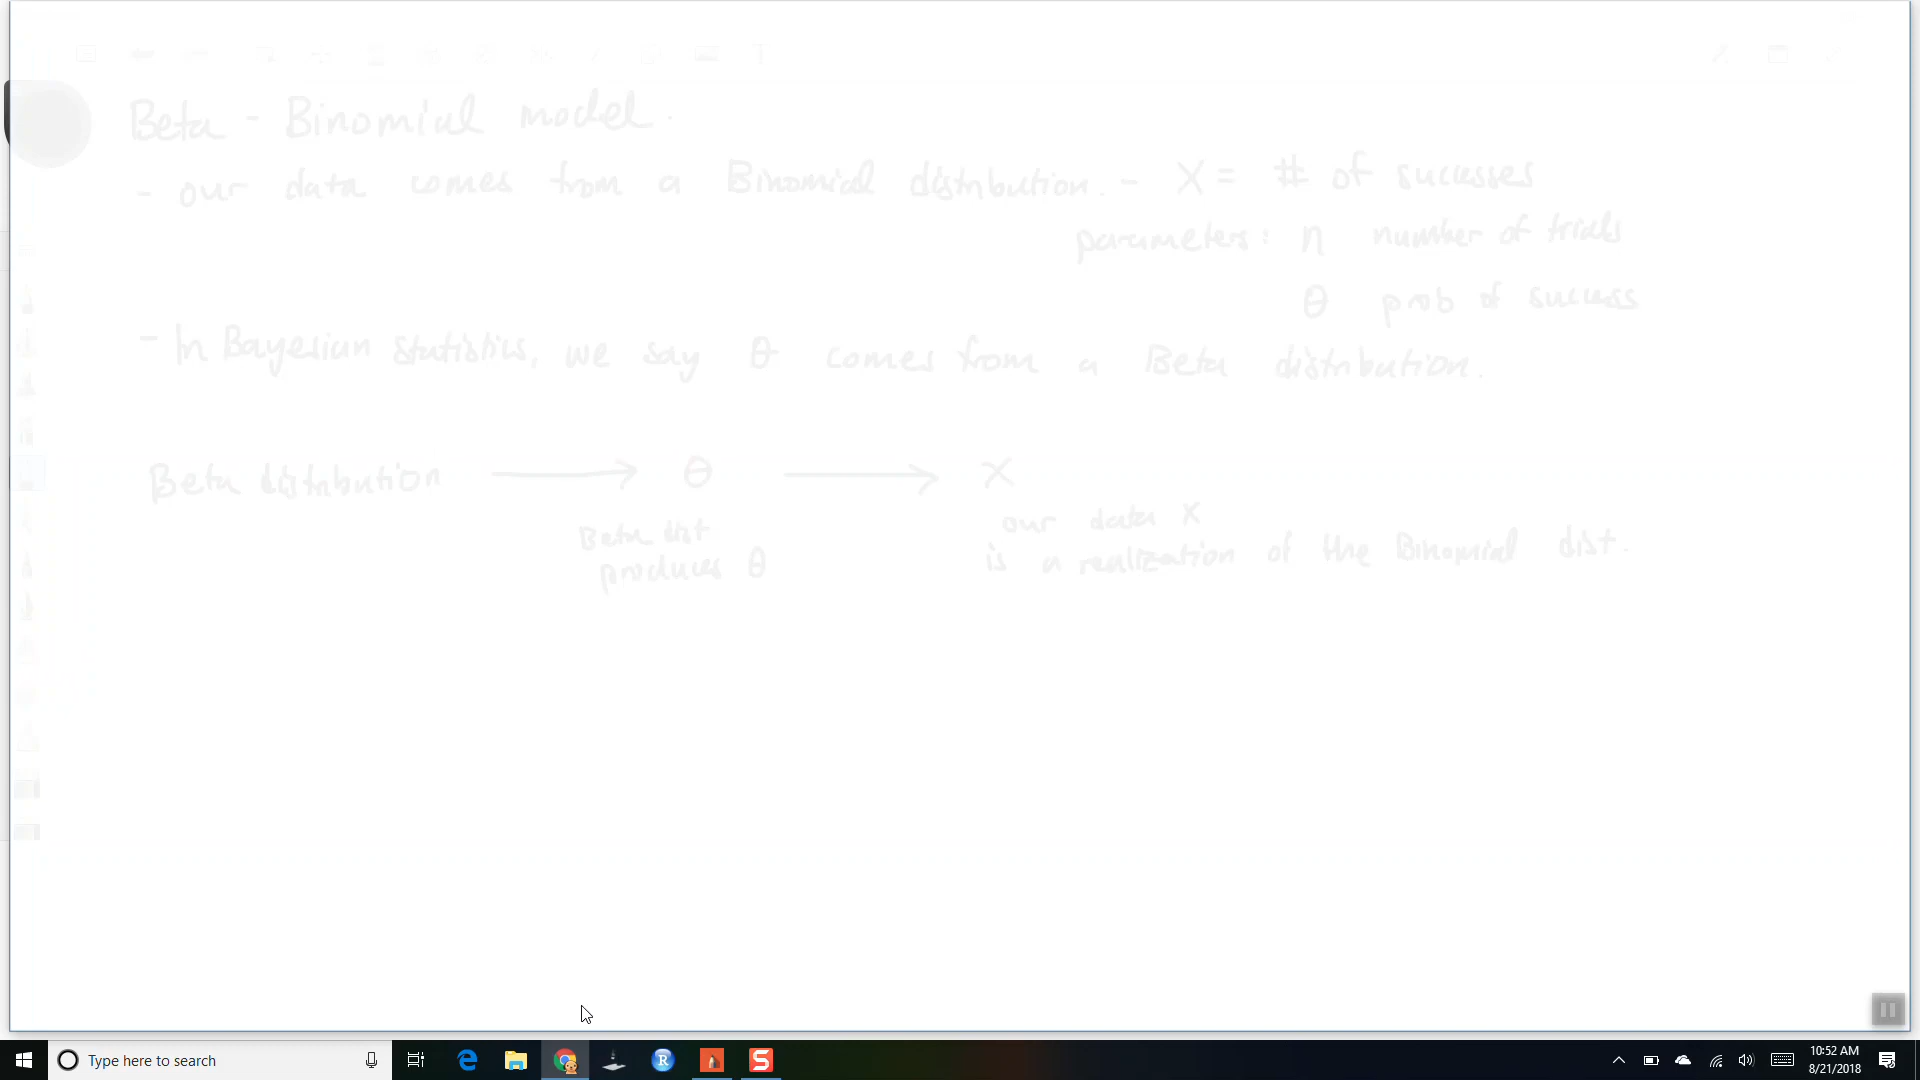 Beta - Binomial model.
- our data comes from a Binomial distribution. - X = # of successes
parameters: n number of trials
θ prob of success
- In Bayesian statistics, we say θ comes from a Beta distribution.
Beta distribution → θ → X
Beta dist
produces θ
our data X
is a realization of the Binomial dist.
Type here to search
10:52 AM
8/21/2018